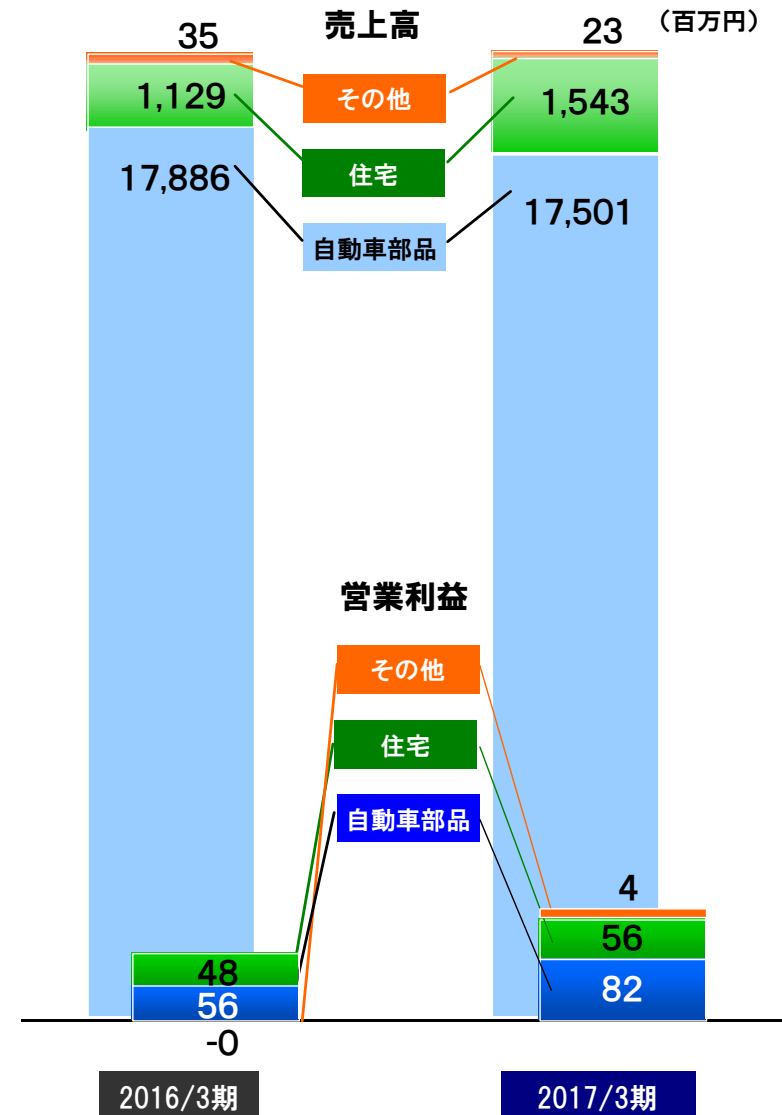 売上高
(百万円)
35
23
1,129
その他
1,543
17,886
住宅
17,501
自動車部品
営業利益
その他
住宅
自動車部品
4
48
56
56
82
-0
2016/3期
2017/3期